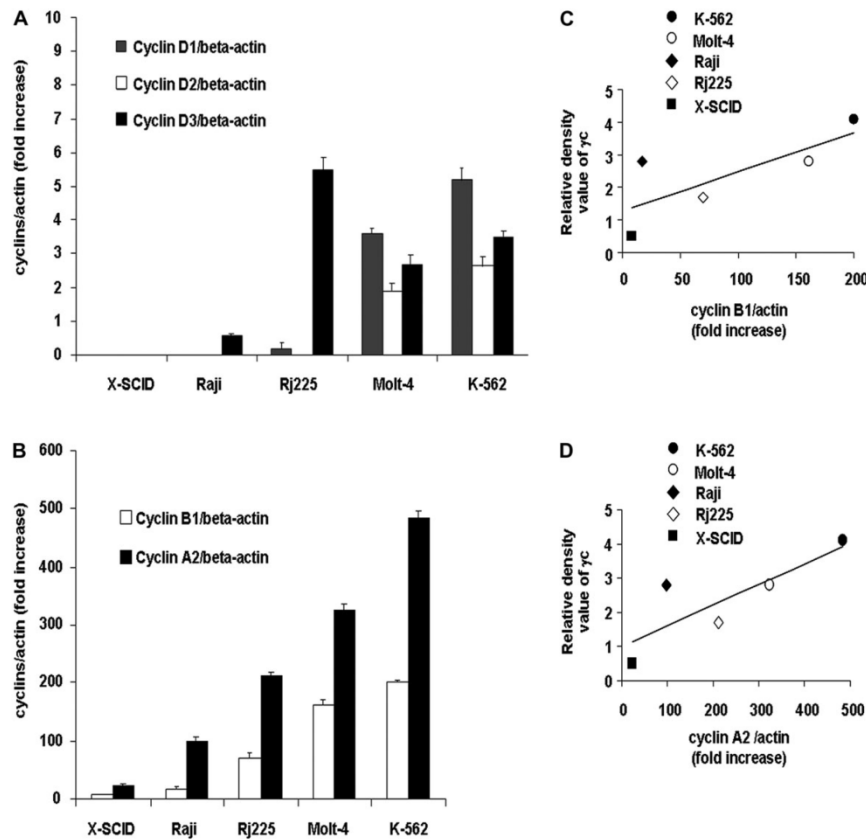 A
10
9
8
7
6
5
4
3
2
1
0
cyclins/actin (fold increase)
Cyclin D1/beta-actin
Cyclin D2/beta-actin
Cyclin D3/beta-actin
X-SCID Raji Rj225 Molt-4 K-562
B
600
500
400
300
200
100
0
cyclins/actin (fold increase)
Cyclin B1/beta-actin
Cyclin A2/beta-actin
X-SCID Raji Rj225 Molt-4 K-562
C
K-562
Molt-4
Raji
Rj225
X-SCID
5
4
3
2
1
0
Relative density
value of γc
0 50 100 150 200
cyclin B1/actin
(fold increase)
D
K-562
Molt-4
Raji
Rj225
X-SCID
5
4
3
2
1
0
Relative density
value of γc
0 100 200 300 400 500
cyclin A2 /actin
(fold increase)